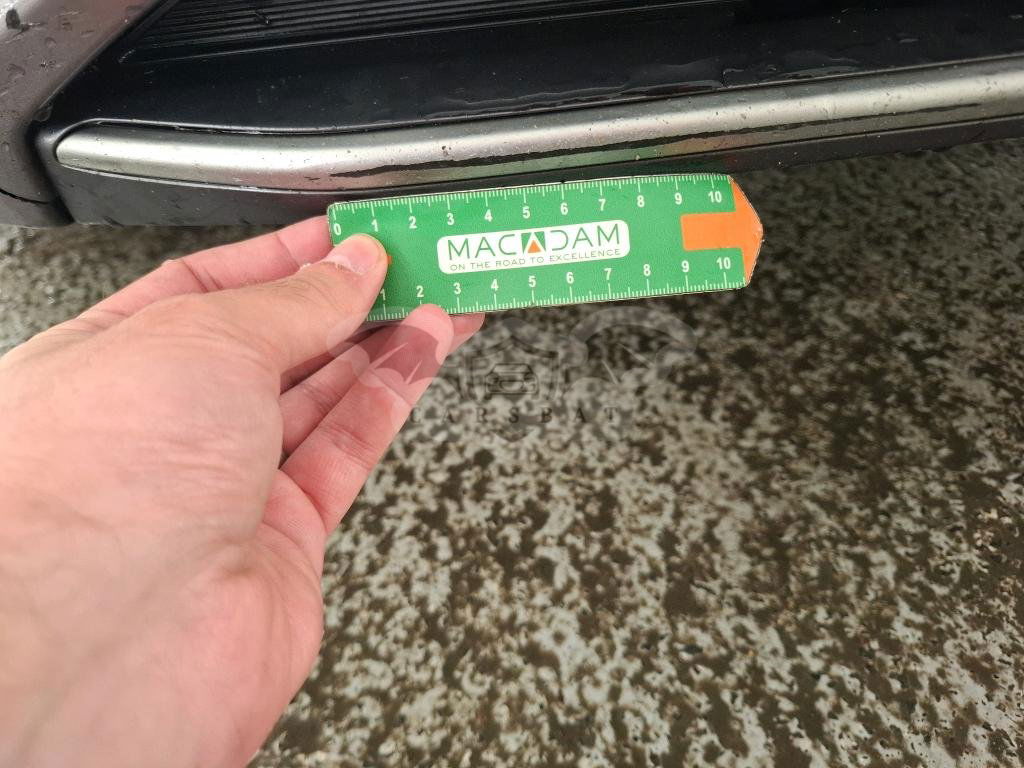 0 1 2 3 4 5 6 7 8 9 10
MACADAM
ON THE ROAD TO EXCELLENCE
1 2 3 4 5 6 7 8 9 10
CARSBAT